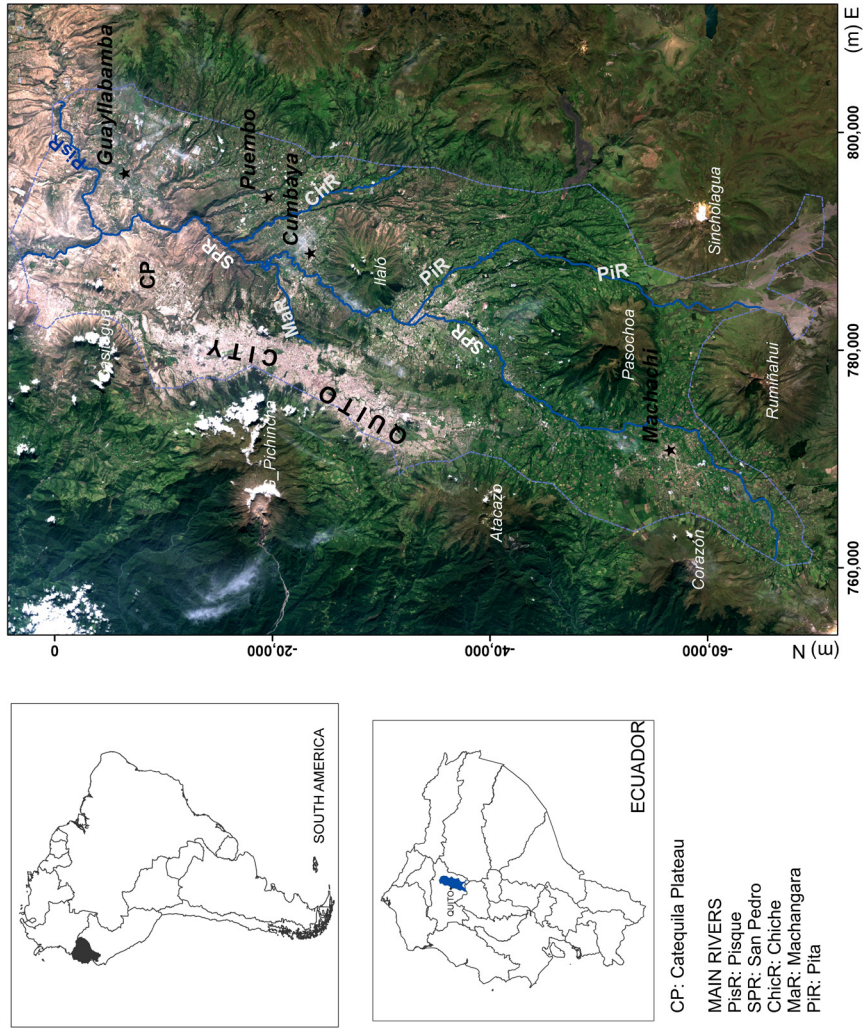 SOUTH AMERICA
QUITO
ECUADOR
CP: Catequila Plateau
MAIN RIVERS
PisR: Pisque
SPR: San Pedro
ChicR: Chiche
MaR: Machangara
PiR: Pita
(m) N
0
-20,000
-40,000
-60,000
760,000
780,000
800,000
(m) E
PisR
Guayllabamba
CP
Casitagua
SPR
Puembo
ChR
Cumbaya
MaR
Ilaló
QUITO CITY
G_Pichincha
PiR
SPR
Atacazo
PiR
Pasochoa
Sincholagua
Machachi
Corazón
Rumiñahui